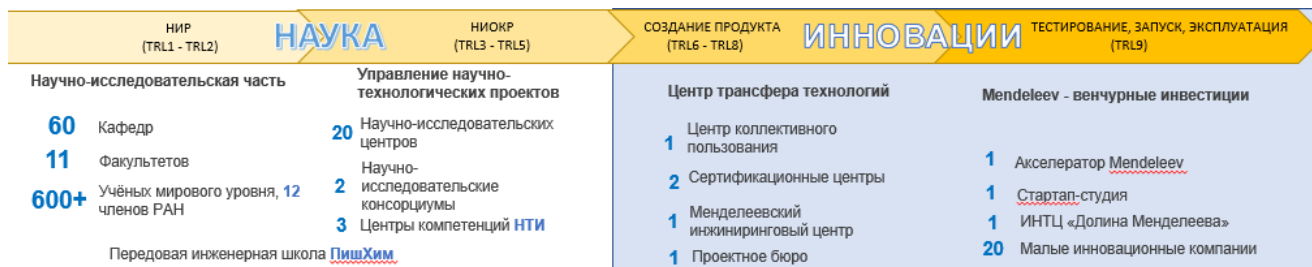 НИР
(TRL1 - TRL2)
НАУКА
НИОКР
(TRL3 - TRL5)
СОЗДАНИЕ ПРОДУКТА
(TRL6 - TRL8)
ИННОВАЦИИ
ТЕСТИРОВАНИЕ, ЗАПУСК, ЭКСПЛУАТАЦИЯ
(TRL9)
Научно-исследовательская часть
60 Кафедр
11 Факультетов
600+ Учёных мирового уровня, 12
членов РАН
Передовая инженерная школа ПишХим
Управление научно-
технологических проектов
20 Научно-исследовательских
центров
2 Научно-
исследовательские
консорциумы
3 Центры компетенций НТИ
Центр трансфера технологий
1 Центр коллективного
пользования
2 Сертификационные центры
1 Менделеевский
инжиниринговый центр
1 Проектное бюро
Mendeleev - венчурные инвестиции
1 Акселератор Mendeleev
1 Стартап-студия
1 ИНТЦ «Долина Менделеева»
20 Малые инновационные компании